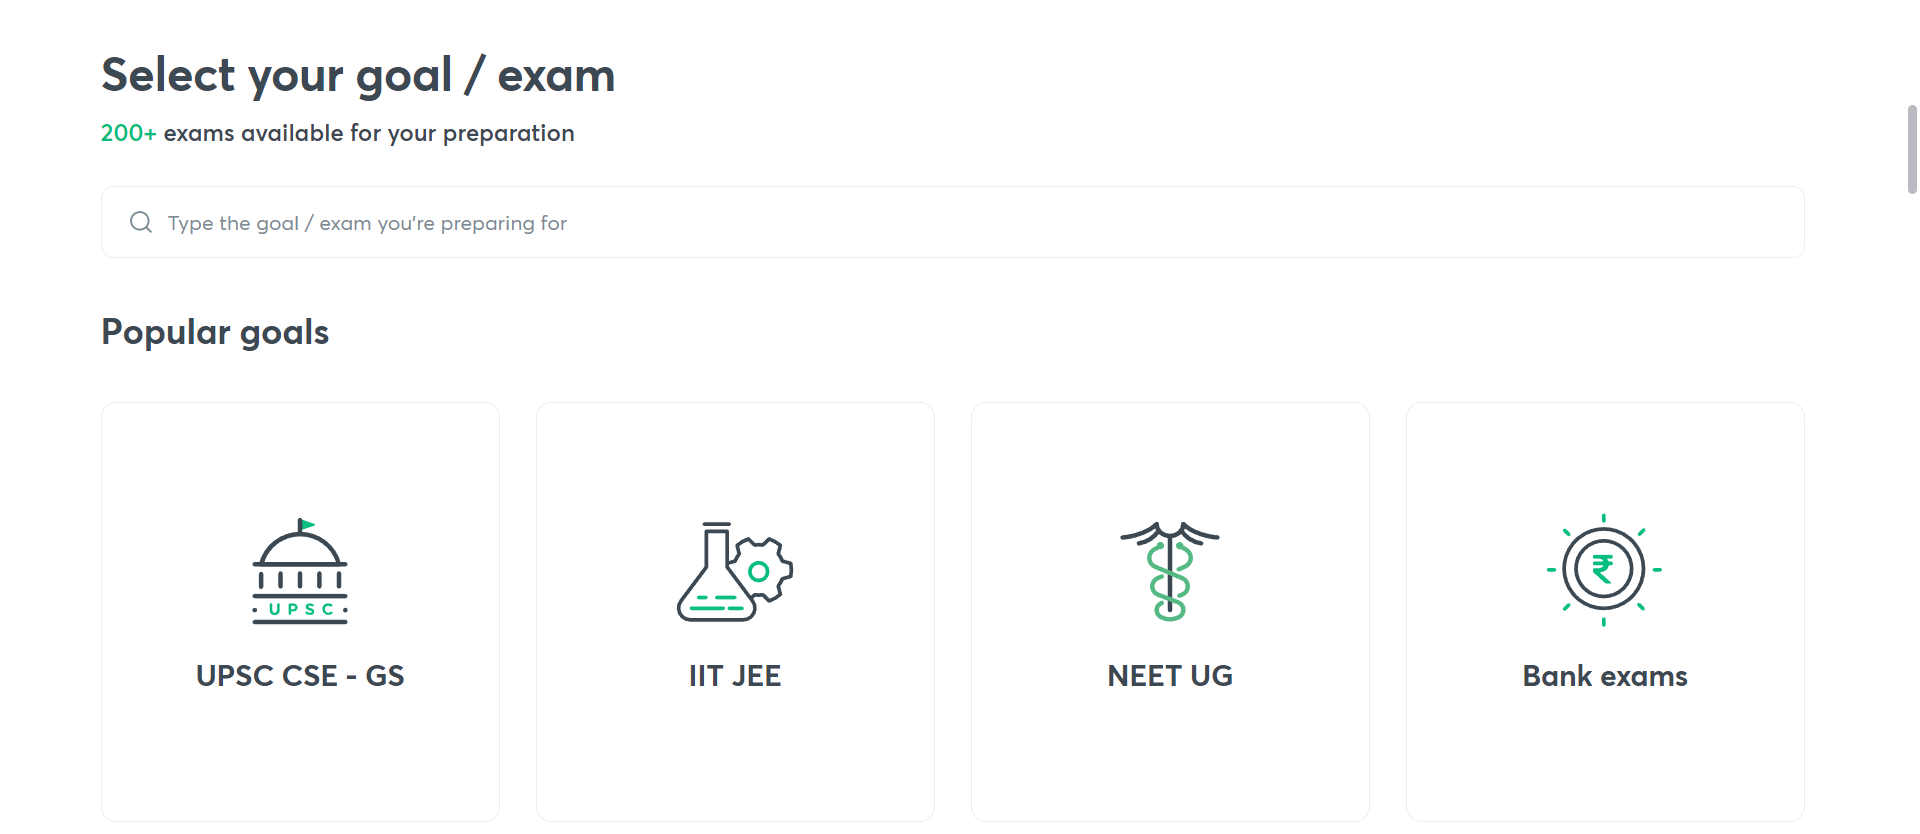 Select your goal / exam
200+ exams available for your preparation
Type the goal / exam you're preparing for
Popular goals
UPSC
₹
UPSC CSE - GS
IIT JEE
NEET UG
Bank exams